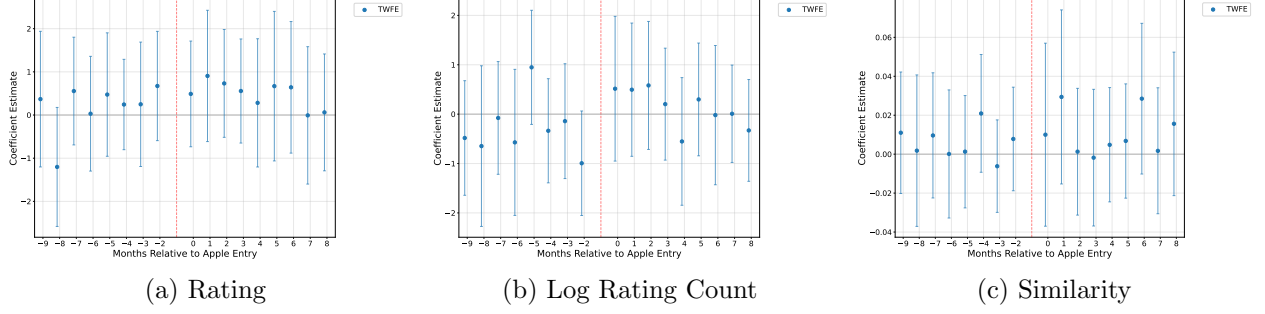 TWFE
2
1
0
−1
−2
Coefficient Estimate
−9 −8 −7 −6 −5 −4 −3 −2 0 1 2 3 4 5 6 7 8
Months Relative to Apple Entry
(a) Rating
TWFE
2
1
0
−1
−2
Coefficient Estimate
−9 −8 −7 −6 −5 −4 −3 −2 0 1 2 3 4 5 6 7 8
Months Relative to Apple Entry
(b) Log Rating Count
TWFE
0.06
0.04
0.02
0.00
−0.02
−0.04
Coefficient Estimate
−9 −8 −7 −6 −5 −4 −3 −2 0 1 2 3 4 5 6 7 8
Months Relative to Apple Entry
(c) Similarity